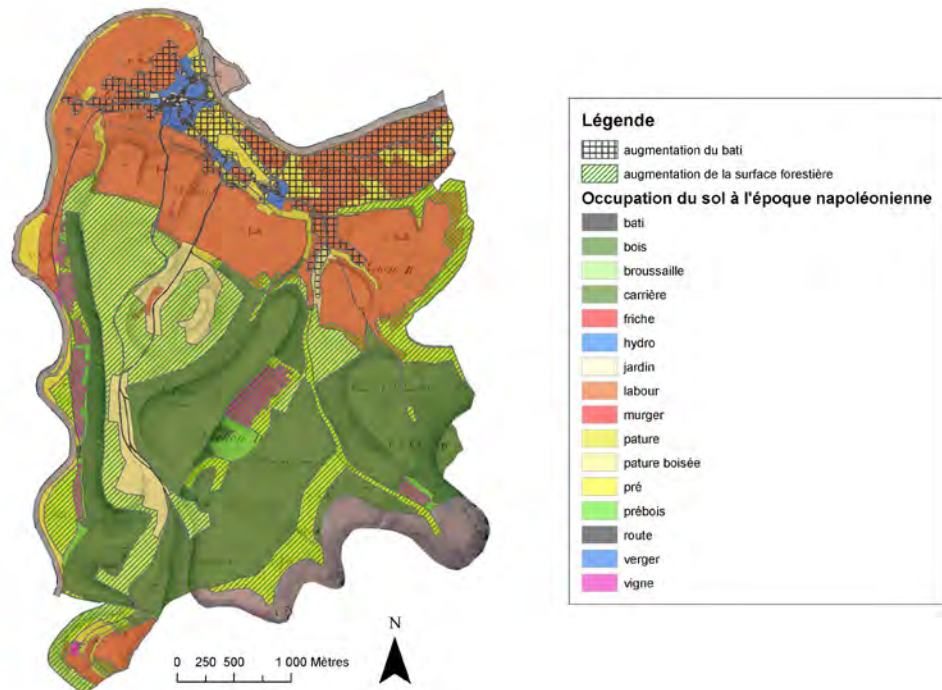 N
0 250 500 1 000 Mètres
Légende
augmentation du bati
augmentation de la surface forestière
Occupation du sol à l'époque napoléonienne
bati
bois
broussaille
carrière
friche
hydro
jardin
labour
murger
pature
pature boisée
pré
prébois
route
verger
vigne